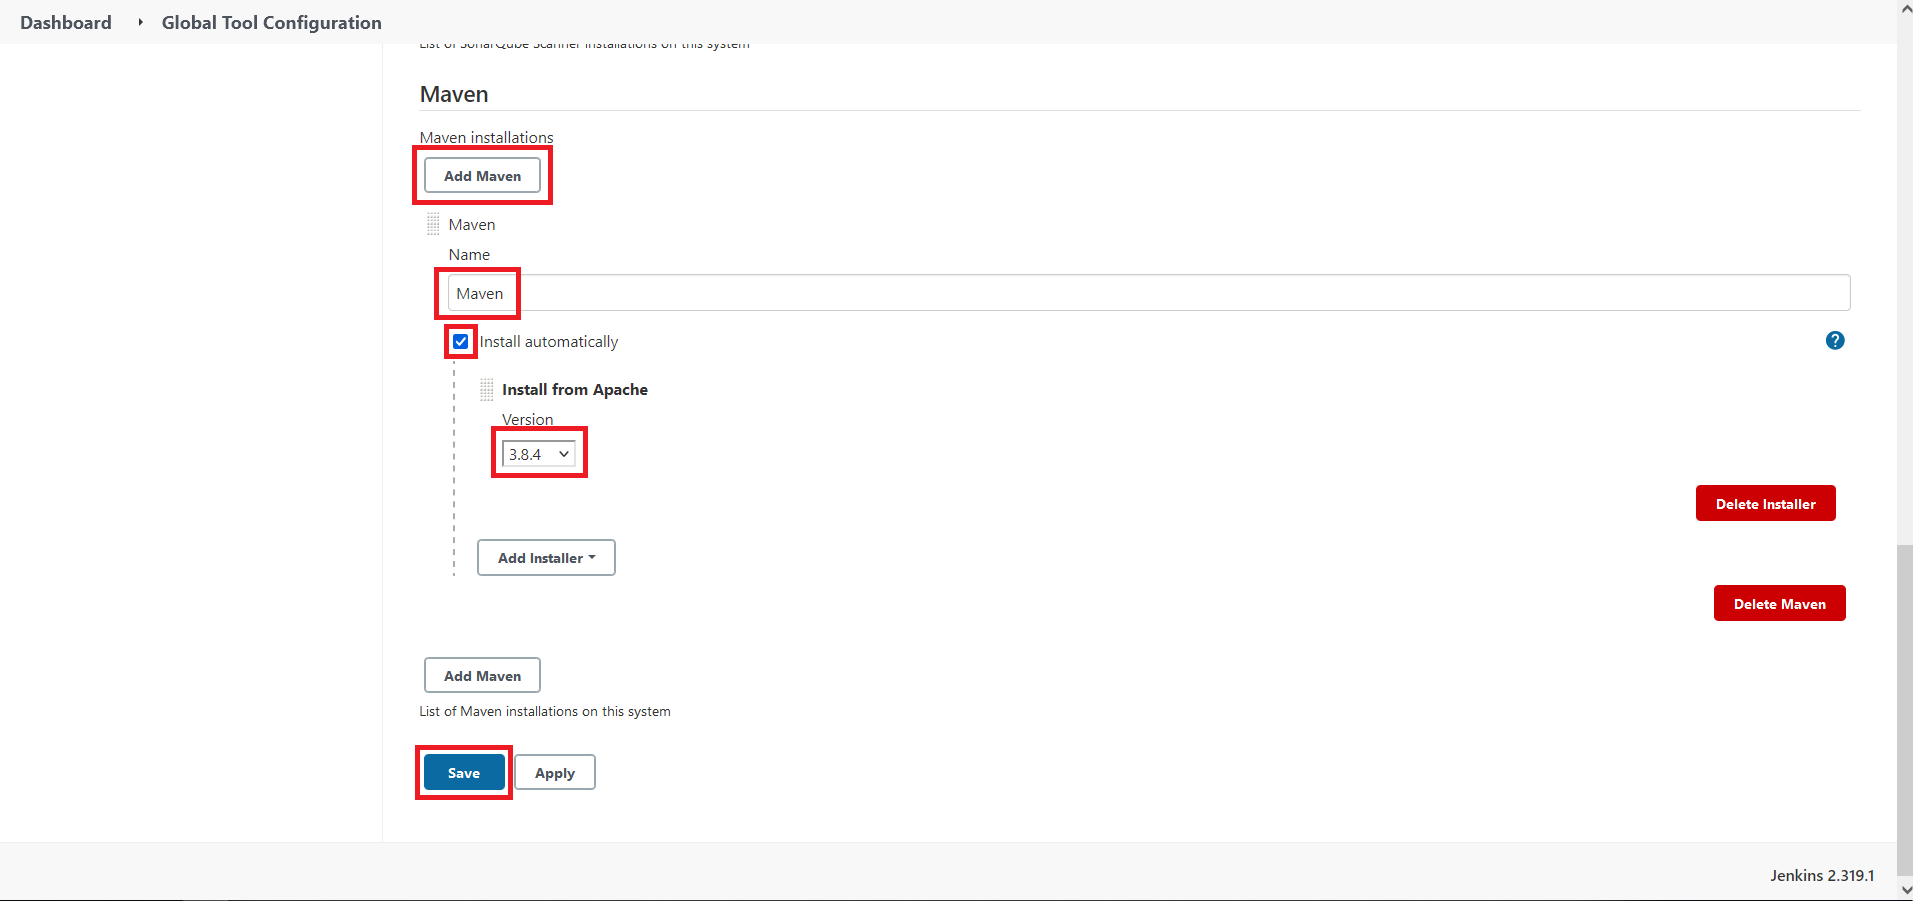 Dashboard Global Tool Configuration
List of SonarQube Scanner installations on this system
Maven
Maven installations
Add Maven
Maven
Name
Maven
Install automatically
?
Install from Apache
Version
3.8.4
Delete Installer
Add Installer
Delete Maven
Add Maven
List of Maven installations on this system
Save
Apply
Jenkins 2.319.1